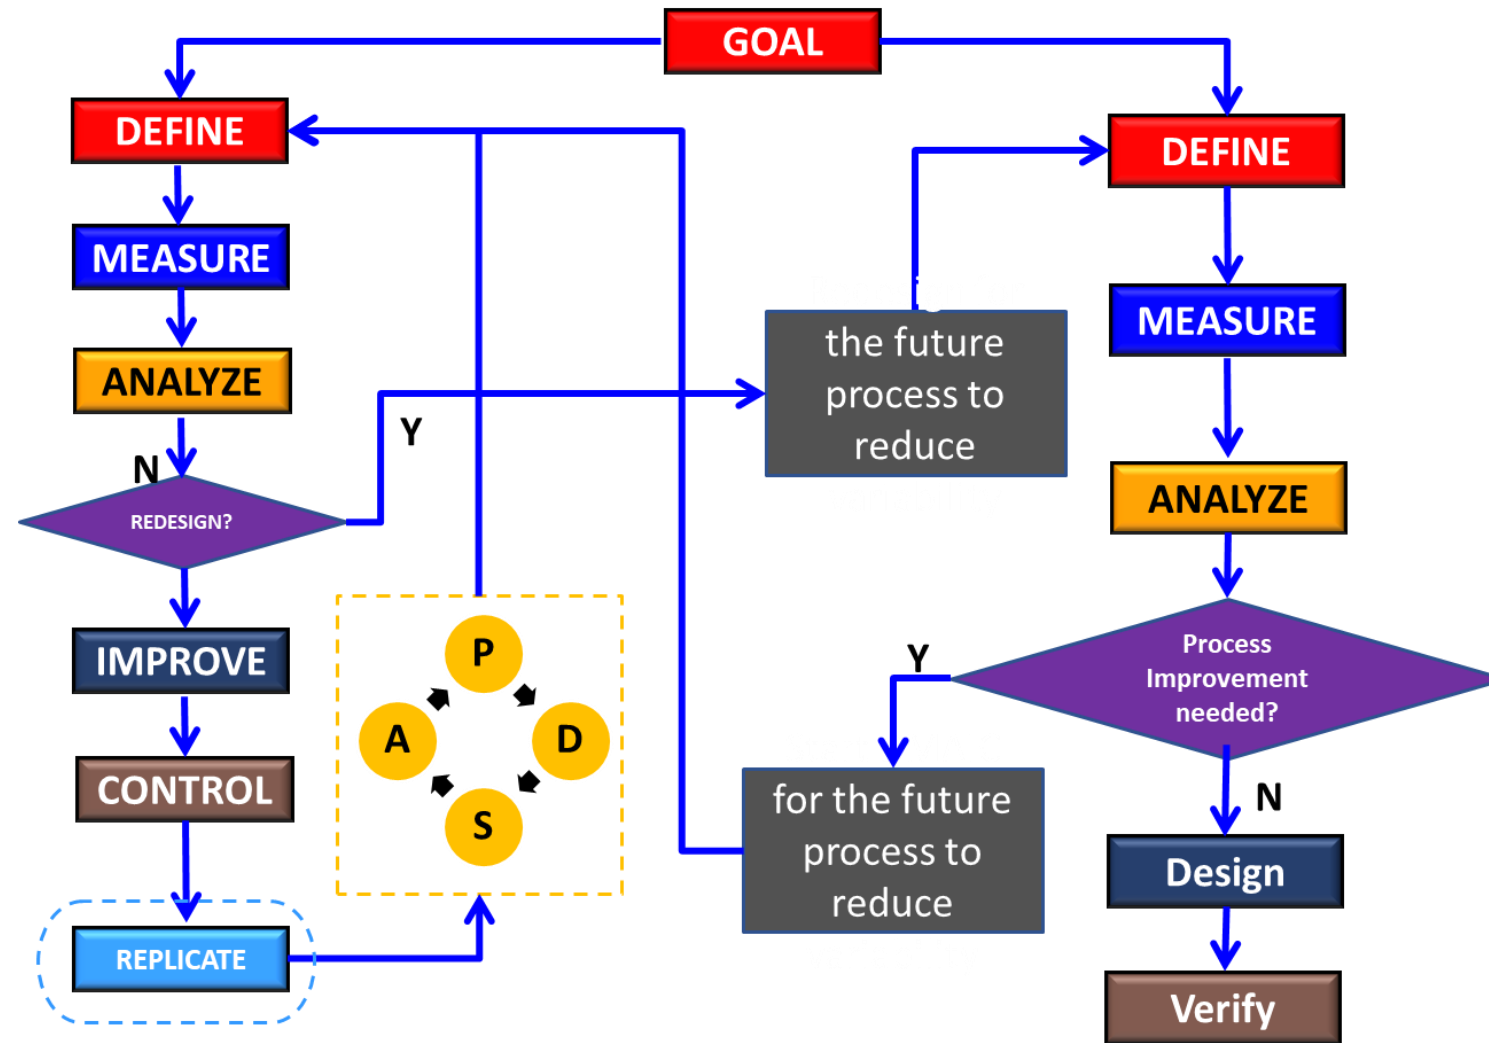 GOAL
DEFINE
MEASURE
ANALYZE
N
REDESIGN?
Y
IMPROVE
CONTROL
REPLICATE
P
A
D
S
the future
process to
reduce
DEFINE
MEASURE
ANALYZE
Process
Improvement
needed?
Y
for the future
process to
reduce
N
Design
Verify